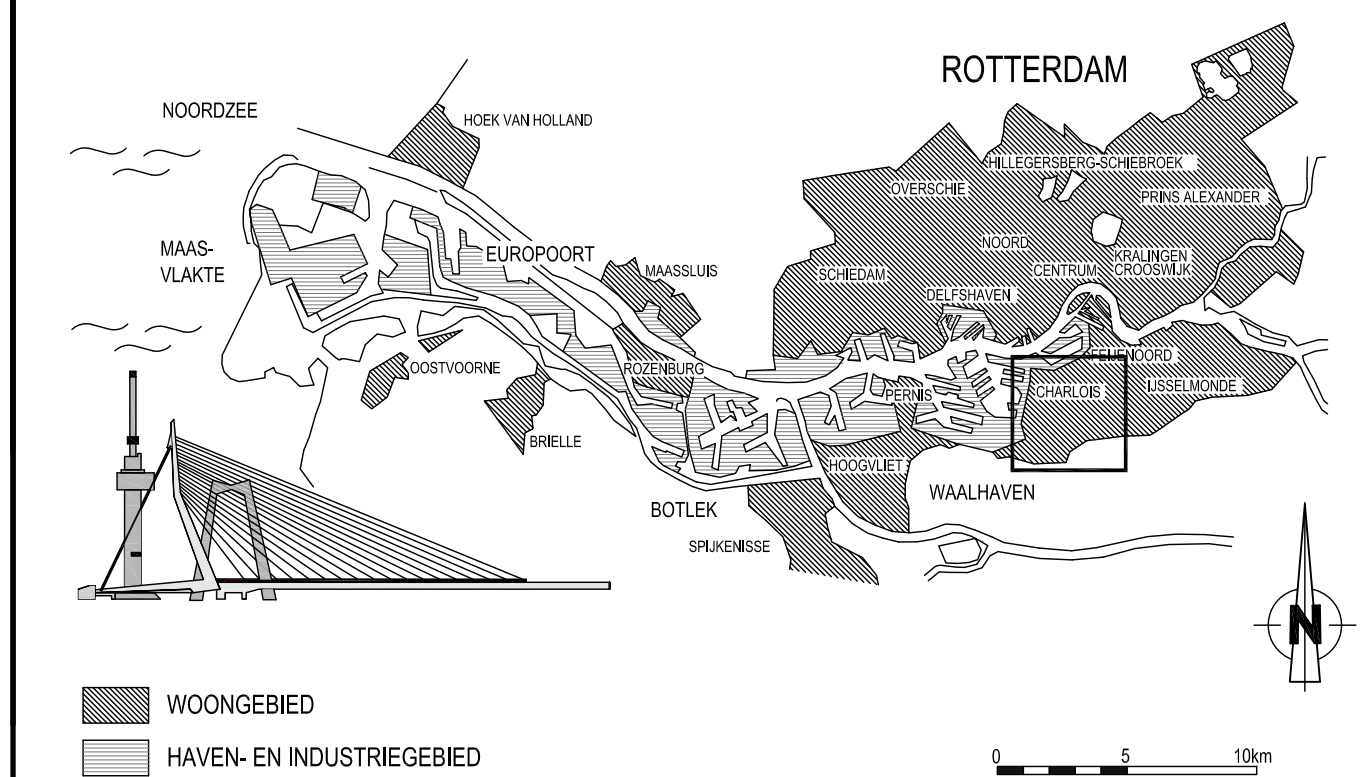 ROTTERDAM
NOORDZEE
HOEK VAN HOLLAND
HILLEGERSBERG-SCHIEBROEK
OVERSCHIE
PRINS ALEXANDER
MAAS-
VLAKTE
EUROPOORT
NOORD
KRALINGEN
CROOSWIJK
MAASSLUIS
SCHIEDAM
CENTRUM
DELFSHAVEN
OOSTVOORNE
ROZENBURG
FEIJENOORD
PERNIS
CHARLOIS
IJSSELMONDE
BRIELLE
HOOGVLIET
WAALHAVEN
BOTLEK
SPIJKENISSE
N
WOONGEBIED
HAVEN- EN INDUSTRIEGEBIED
0 5 10km